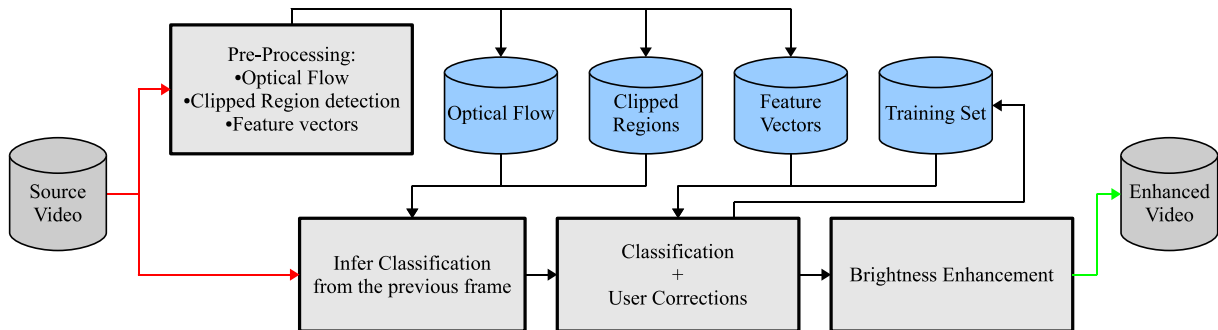 Pre-Processing:
•Optical Flow
•Clipped Region detection
•Feature vectors
Optical Flow
Clipped
Regions
Feature
Vectors
Training Set
Source
Video
Enhanced
Video
Infer Classification
from the previous frame
Classification
+
User Corrections
Brightness Enhancement